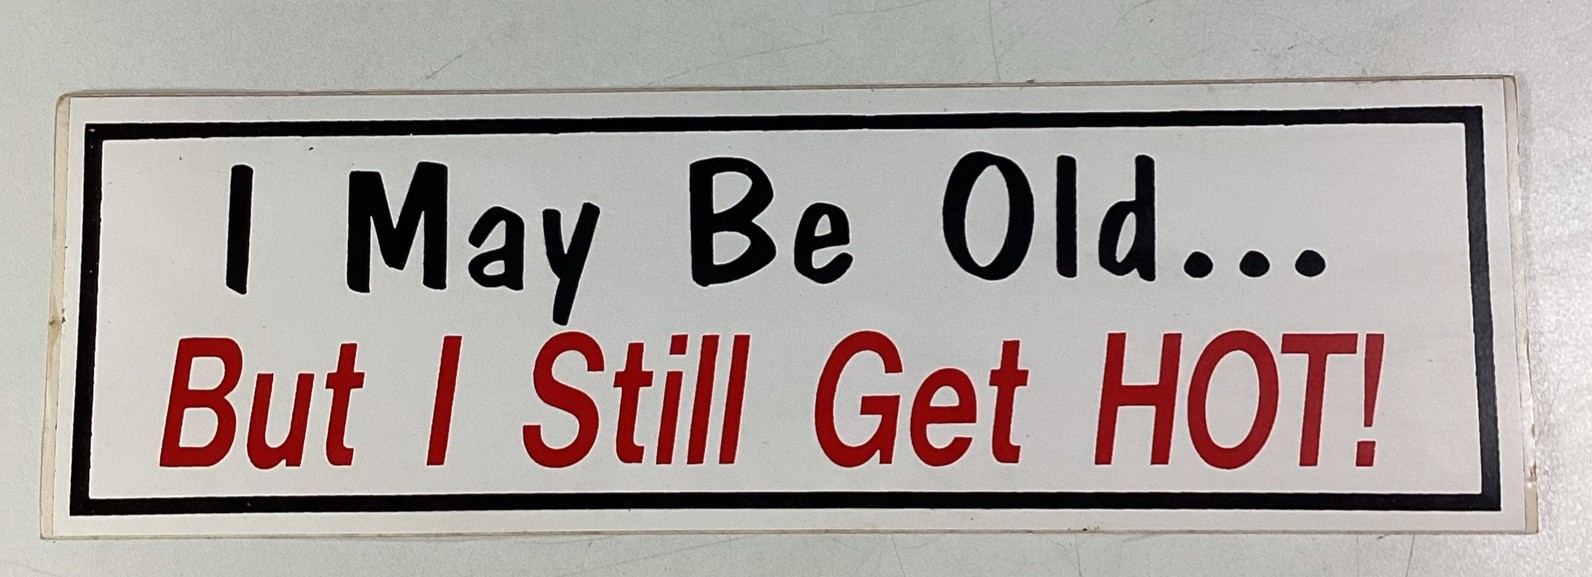 I May Be Old...
But I Still Get HOT!